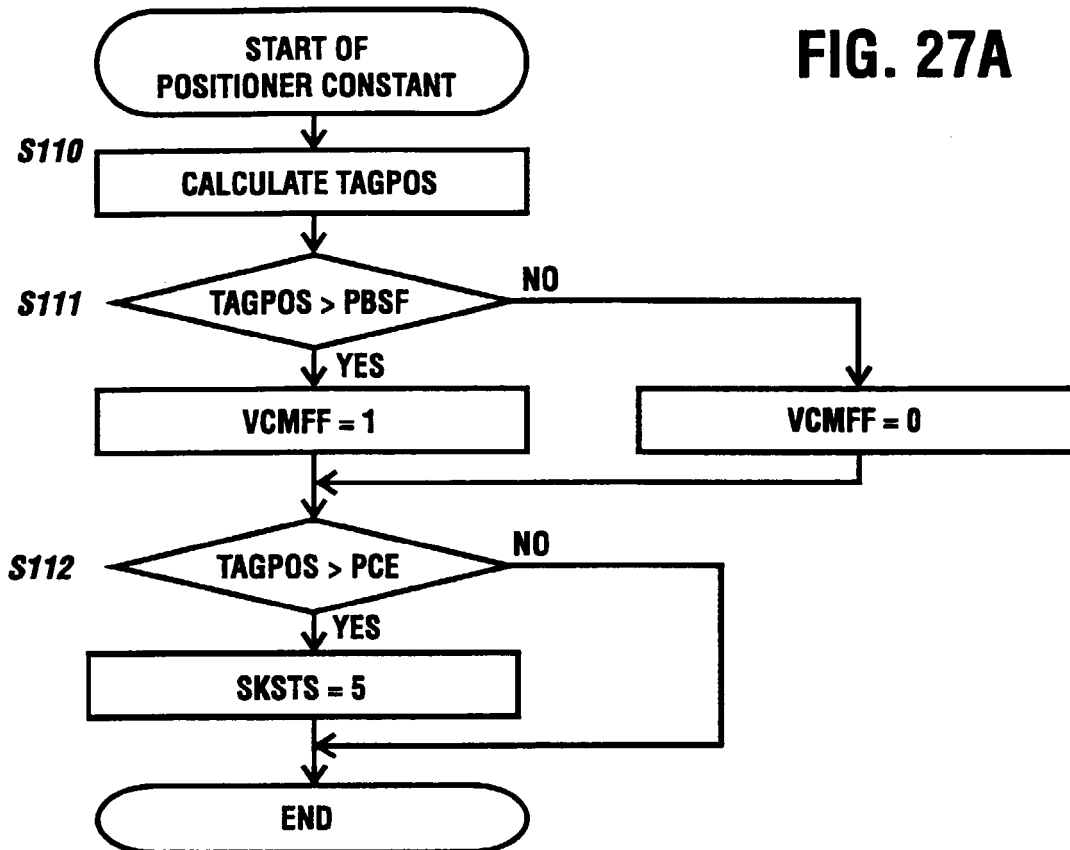 FIG. 27A
START OF
POSITIONER CONSTANT
S110
CALCULATE TAGPOS
S111
TAGPOS > PBSF
NO
YES
VCMFF = 1
VCMFF = 0
S112
TAGPOS > PCE
NO
YES
SKSTS = 5
END